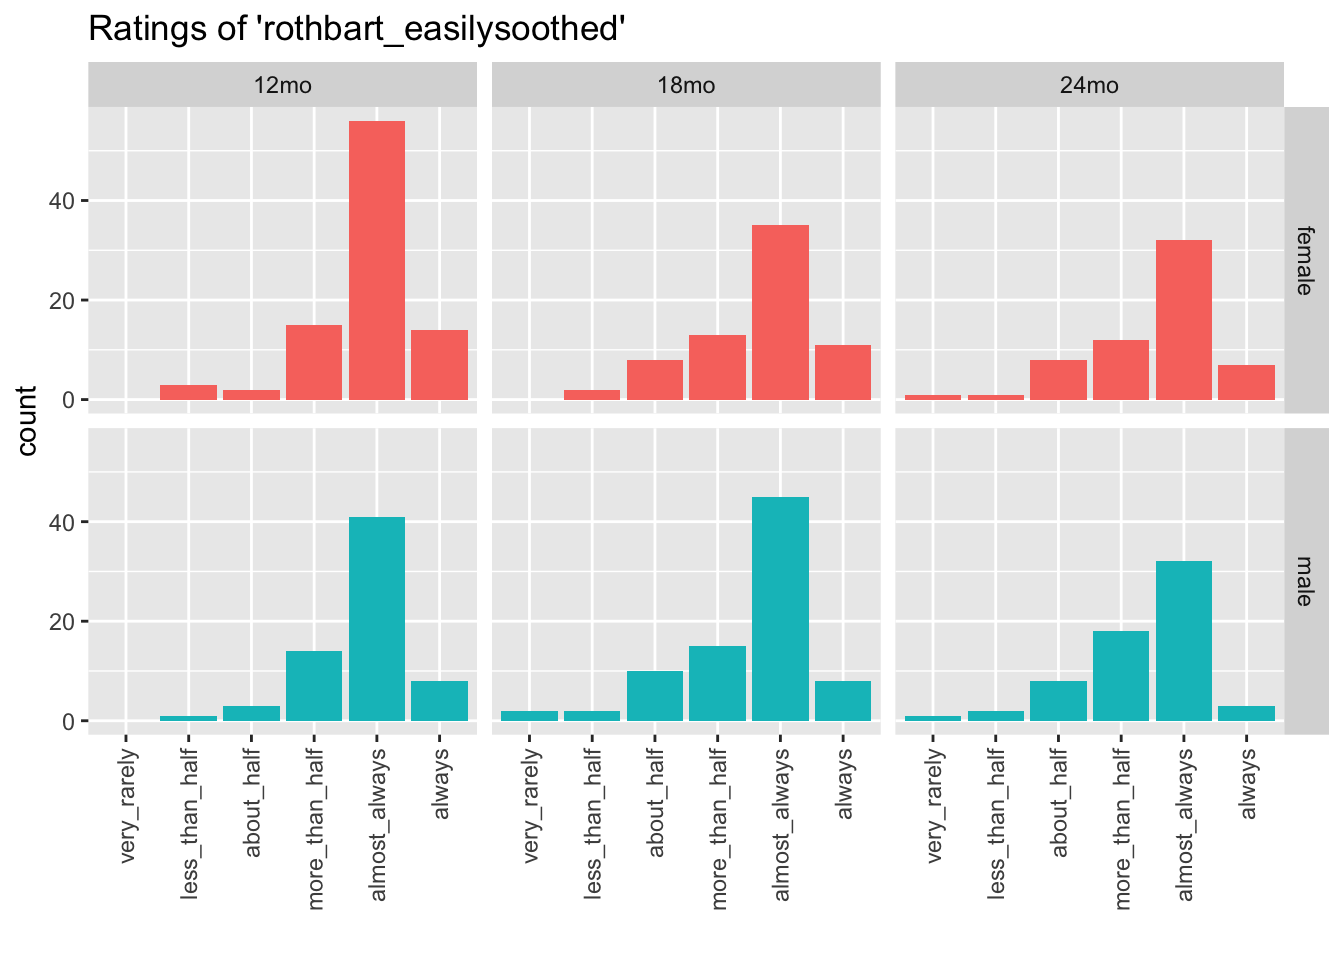 Ratings of 'rothbart_easilysoothed'
12mo
18mo
24mo
40
20
0
female
count
40
20
0
male
very_rarely
less_than_half
about_half
more_than_half
almost_always
always
very_rarely
less_than_half
about_half
more_than_half
almost_always
always
very_rarely
less_than_half
about_half
more_than_half
almost_always
always